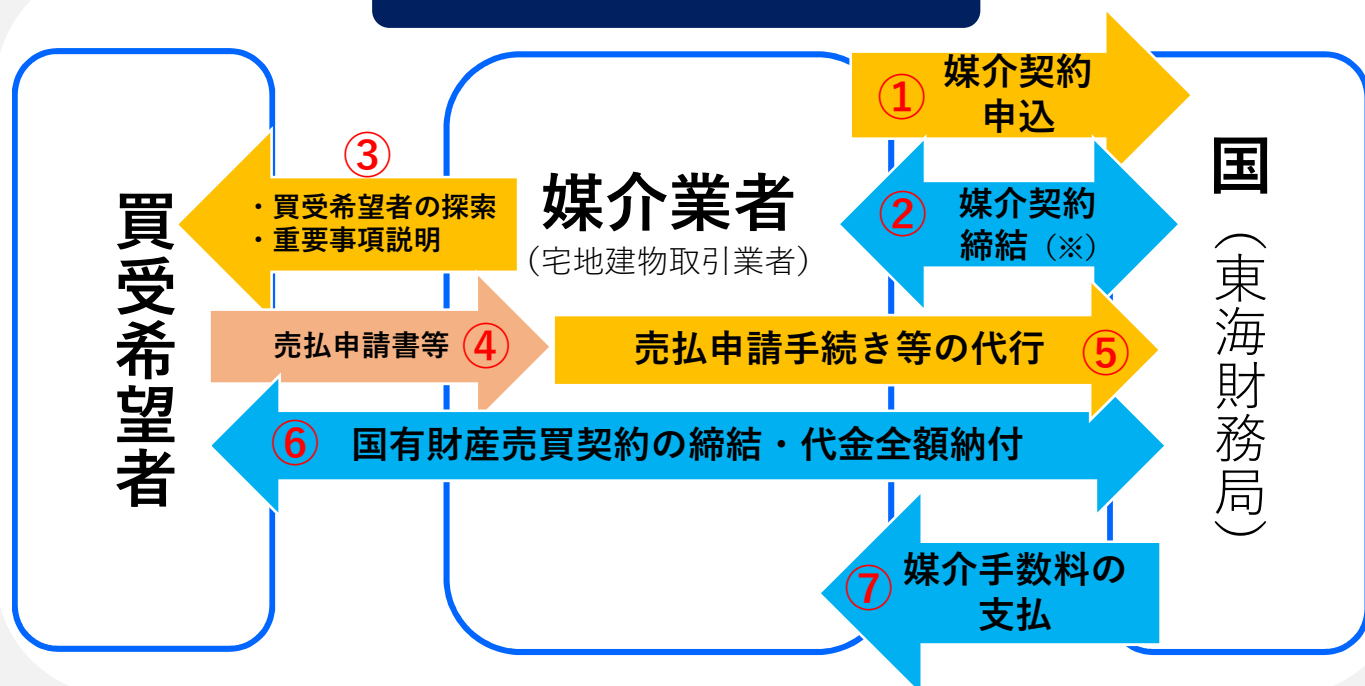 ① 媒介契約
申込
② 媒介契約
締結（※）
③
・買受希望者の探索
・重要事項説明
買受希望者
媒介業者
（宅地建物取引業者）
国（東海財務局）
売払申請書等 ④
売払申請手続き等の代行 ⑤
⑥ 国有財産売買契約の締結・代金全額納付
⑦ 媒介手数料の
支払